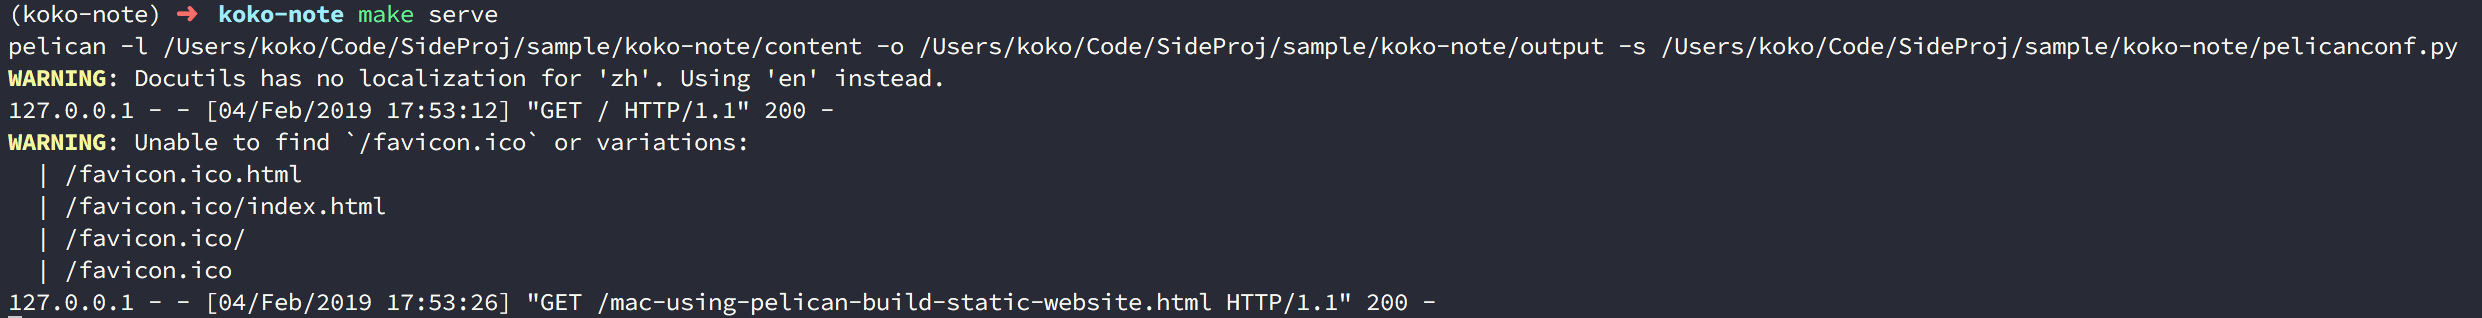 (koko-note) ➜ koko-note make serve
pelican -l /Users/koko/Code/SideProj/sample/koko-note/content -o /Users/koko/Code/SideProj/sample/koko-note/output -s /Users/koko/Code/SideProj/sample/koko-note/pelicanconf.py
WARNING: Docutils has no localization for 'zh'. Using 'en' instead.
127.0.0.1 - - [04/Feb/2019 17:53:12] "GET / HTTP/1.1" 200 -
WARNING: Unable to find `/favicon.ico` or variations:
  | /favicon.ico.html
  | /favicon.ico/index.html
  | /favicon.ico/
  | /favicon.ico
127.0.0.1 - - [04/Feb/2019 17:53:26] "GET /mac-using-pelican-build-static-website.html HTTP/1.1" 200 -